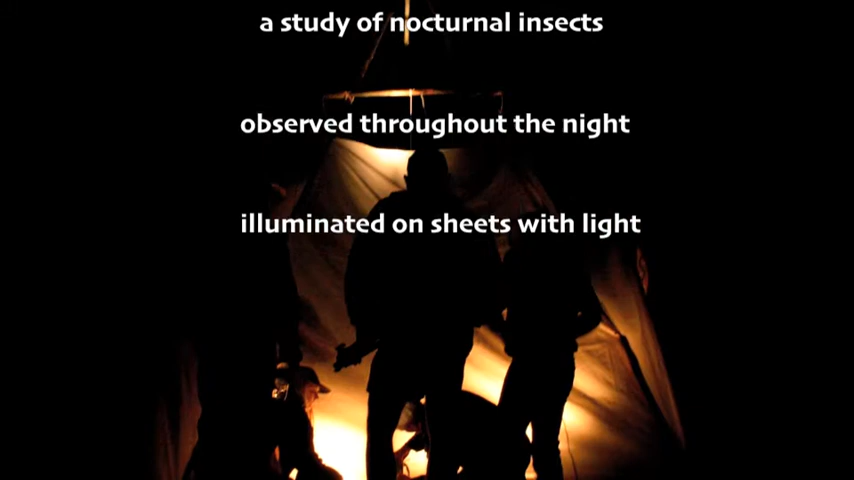 a study of nocturnal insects
observed throughout the night
illuminated on sheets with light